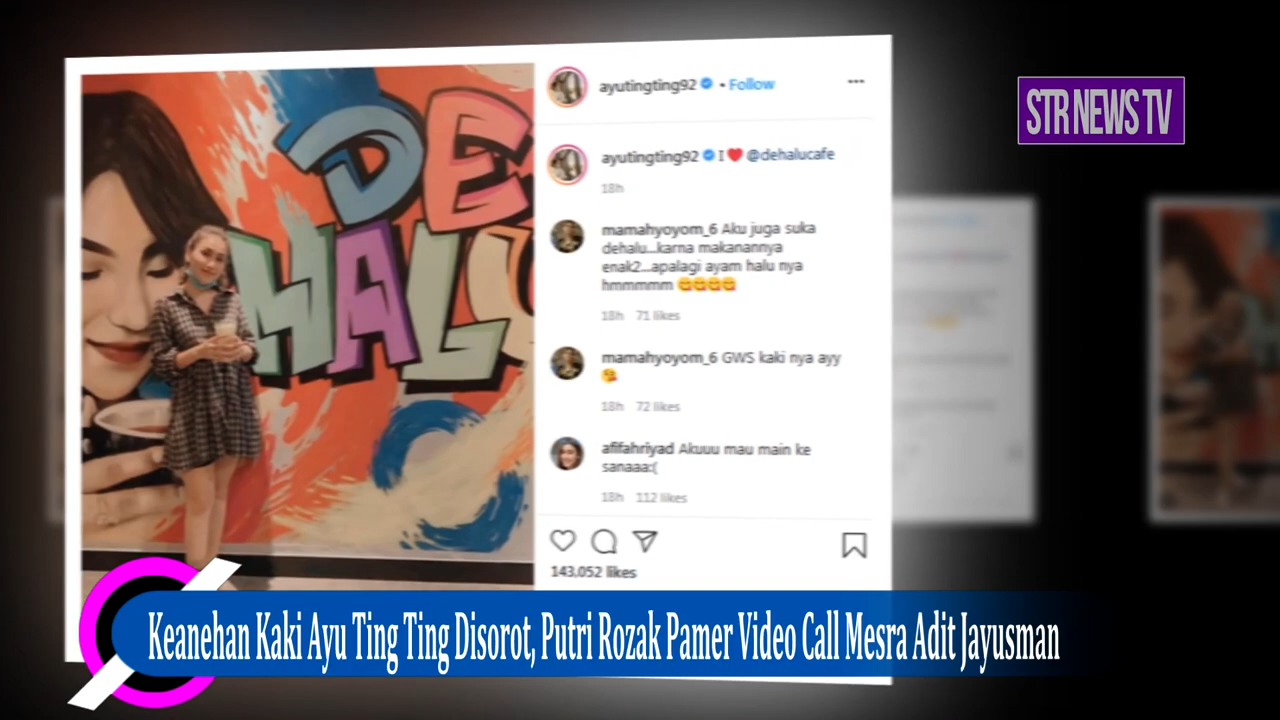 DE
HALU
ayutingting92 • Follow
STR NEWS TV
ayutingting92 I ❤️ @dehalucafe
18h
mamahyoyom_6 Aku juga suka
dehalu...karna makanannya
enak2...apalagi ayam halu nya
hmmmmm 😋😋😋😋
18h 71 likes
mamahyoyom_6 GWS kaki nya ayy
😘
18h 72 likes
afifahriyad Akuuu mau main ke
sanaaa:(
18h 112 likes
143,052 likes
Keanehan Kaki Ayu Ting Ting Disorot, Putri Rozak Pamer Video Call Mesra Adit Jayusman